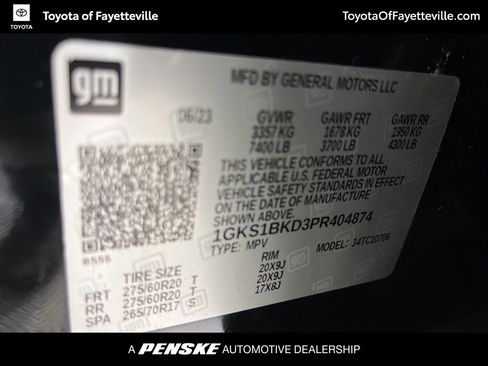 TOYOTA
Toyota of Fayetteville
ToyotaOfFayetteville.com
gm
MFD BY GENERAL MOTORS LLC
06/23
GVWR GAWR FRT GAWR RR
3357 KG 1678 KG 1950 KG
7400 LB 3700 LB 4300 LB
THIS VEHICLE CONFORMS TO ALL
APPLICABLE U.S. FEDERAL MOTOR
VEHICLE SAFETY STANDARDS IN EFFECT
ON THE DATE OF MANUFACTURE
SHOWN ABOVE.
1GKS1BKD3PR404874
TYPE: MPV MODEL: 34TC10706
8555
TIRE SIZE RIM
FRT 275/60R20 T 20X9J
RR 275/60R20 T 20X9J
SPA 265/70R17 S 17X8J
A PENSKE AUTOMOTIVE DEALERSHIP